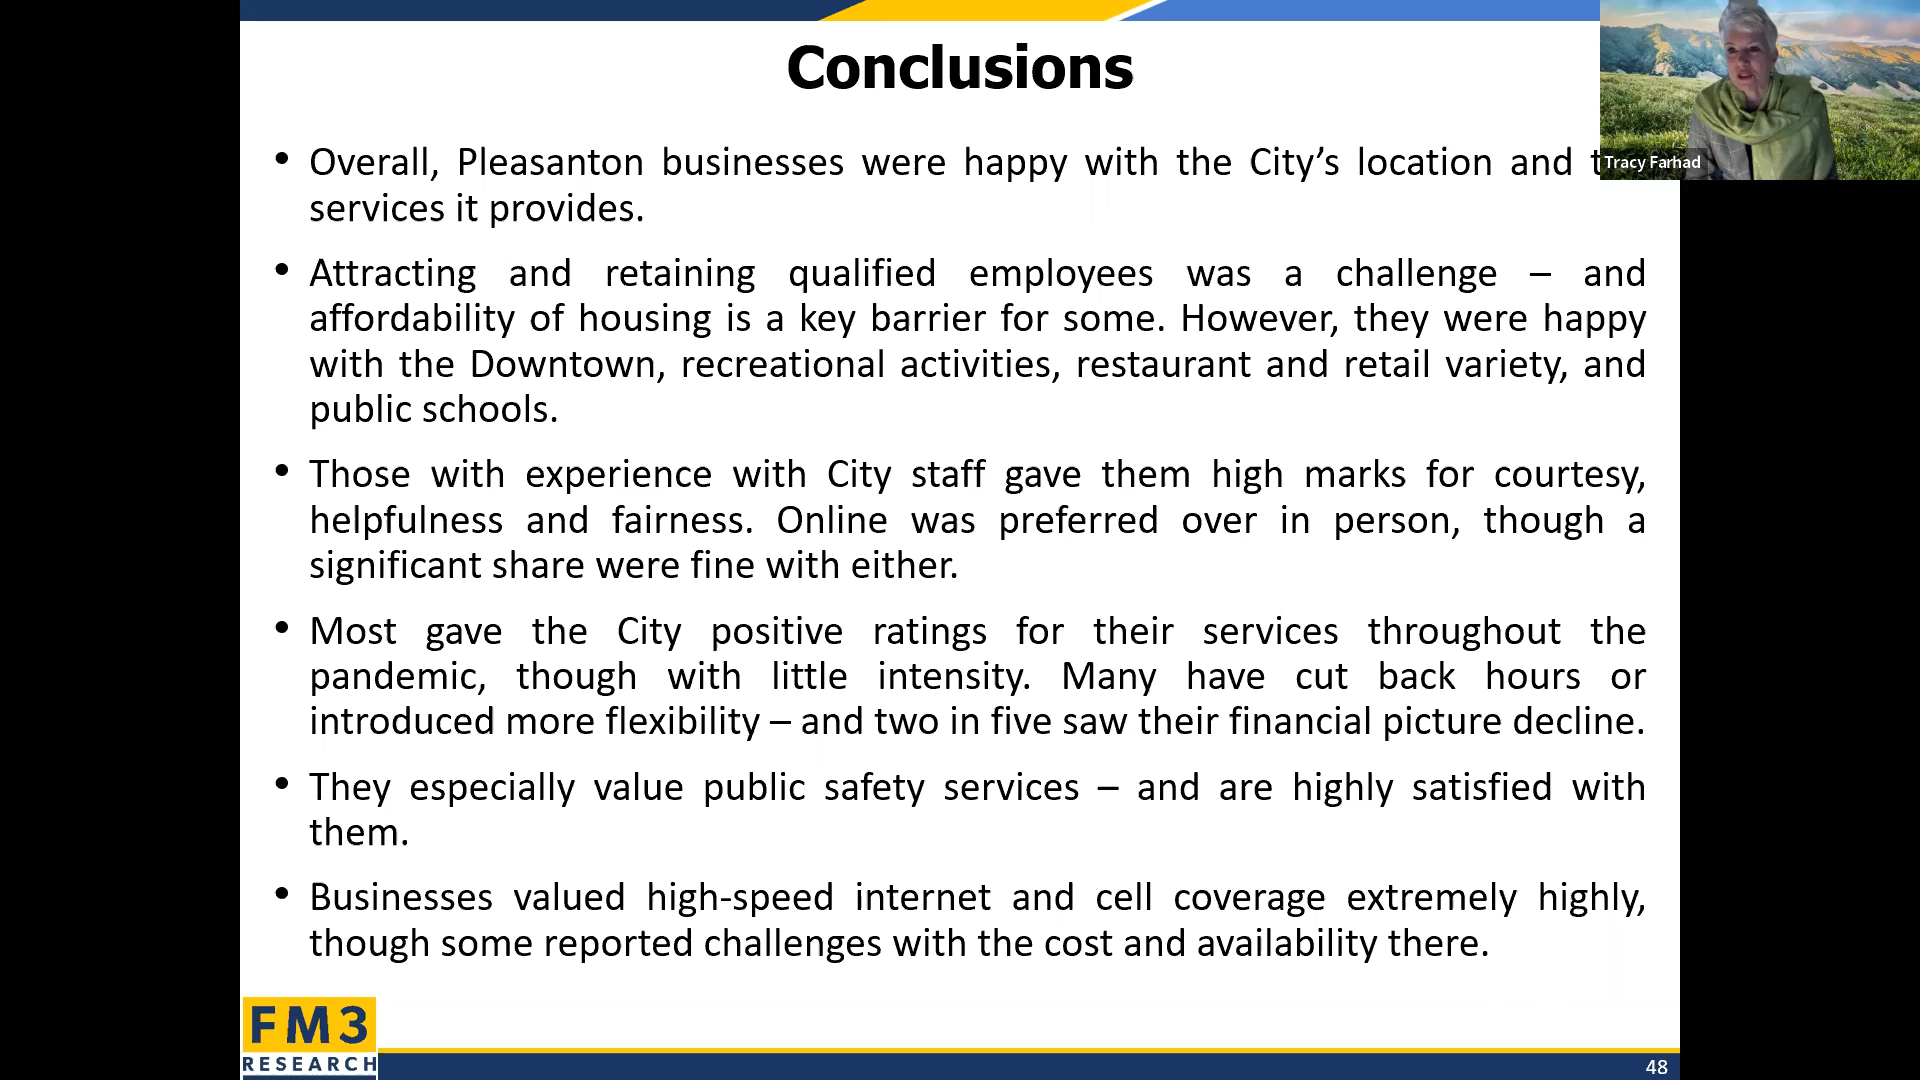 Conclusions
• Overall, Pleasanton businesses were happy with the City’s location and
services it provides.
• Attracting and retaining qualified employees was a challenge – and
affordability of housing is a key barrier for some. However, they were happy
with the Downtown, recreational activities, restaurant and retail variety, and
public schools.
• Those with experience with City staff gave them high marks for courtesy,
helpfulness and fairness. Online was preferred over in person, though a
significant share were fine with either.
• Most gave the City positive ratings for their services throughout the
pandemic, though with little intensity. Many have cut back hours or
introduced more flexibility – and two in five saw their financial picture decline.
• They especially value public safety services – and are highly satisfied with
them.
• Businesses valued high-speed internet and cell coverage extremely highly,
though some reported challenges with the cost and availability there.
Tracy Farhad
FM3
RESEARCH
48